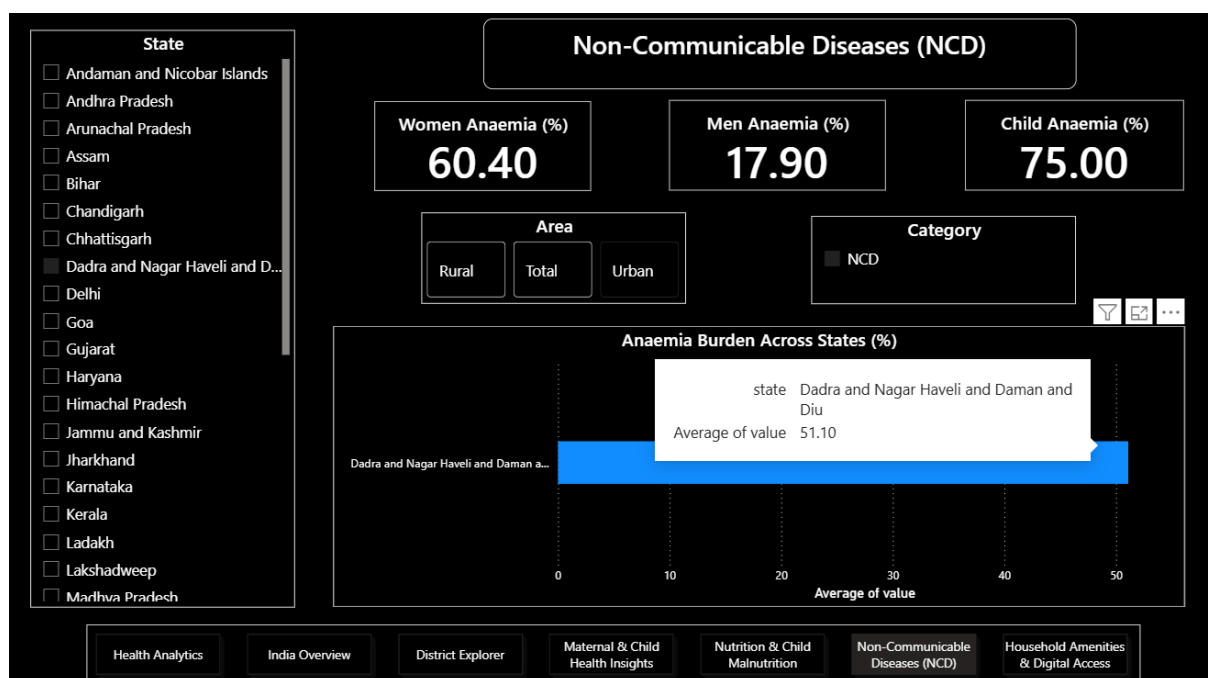 State
Andaman and Nicobar Islands
Andhra Pradesh
Arunachal Pradesh
Assam
Bihar
Chandigarh
Chhattisgarh
Dadra and Nagar Haveli and D...
Delhi
Goa
Gujarat
Haryana
Himachal Pradesh
Jammu and Kashmir
Jharkhand
Karnataka
Kerala
Ladakh
Lakshadweep
Madhya Pradesh
Non-Communicable Diseases (NCD)
Women Anaemia (%)
60.40
Men Anaemia (%)
17.90
Child Anaemia (%)
75.00
Area
Rural
Total
Urban
Category
NCD
Anaemia Burden Across States (%)
state Dadra and Nagar Haveli and Daman and
Diu
Average of value 51.10
Dadra and Nagar Haveli and Daman a...
0 10 20 30 40 50
Average of value
Health Analytics
India Overview
District Explorer
Maternal & Child
Health Insights
Nutrition & Child
Malnutrition
Non-Communicable
Diseases (NCD)
Household Amenities
& Digital Access